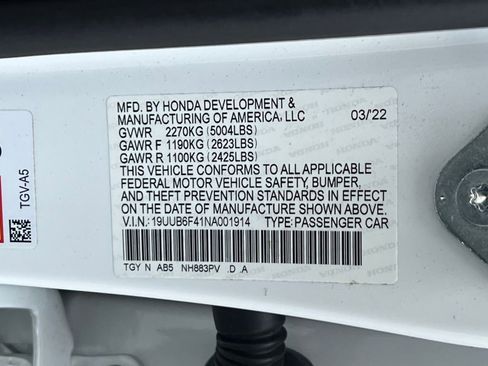 MFD. BY HONDA DEVELOPMENT &
MANUFACTURING OF AMERICA, LLC 03/22
GVWR 2270KG (5004LBS)
GAWR F 1190KG (2623LBS)
GAWR R 1100KG (2425LBS)
THIS VEHICLE CONFORMS TO ALL APPLICABLE
FEDERAL MOTOR VEHICLE SAFETY, BUMPER,
AND THEFT PREVENTION STANDARDS IN EFFECT
ON THE DATE OF MANUFACTURE SHOWN ABOVE.
V.I.N.:19UUB6F41NA001914 TYPE:PASSENGER CAR
TGY N AB5 NH883PV .D .A
TGV-A5